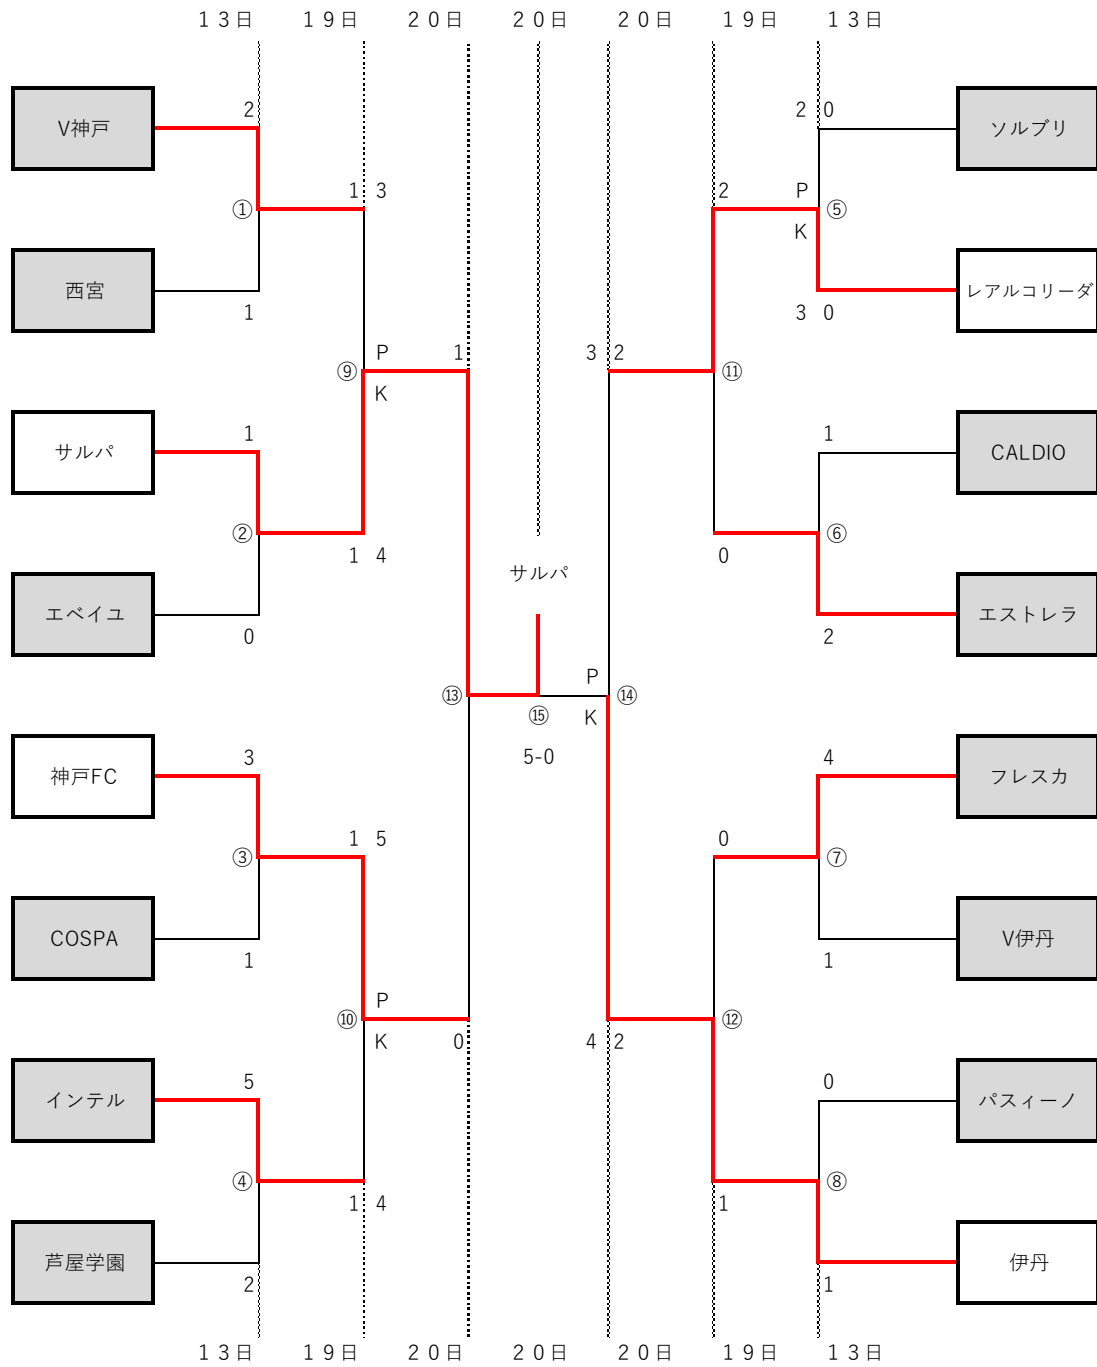 13日 19日 20日 20日 20日 19日 13日
2 2 0
V神戸 ソルブリ
1 3 2 P
① ⑤
K
西宮 レアルコリーダ
1 3 0
P 1 3 2
⑨ ⑪
K
1 1
サルパ CALDIO
② ⑥
1 4 0
サルパ
エベイユ エストレラ
0 2
P
⑬ ⑭
⑮ K
3 5-0 4
神戸FC フレスカ
1 5 0
③ ⑦
COSPA V伊丹
1 1
P
⑩ ⑫
K 0 4 2
5 0
インテル パスィーノ
④ ⑧
1 4 1
芦屋学園 伊丹
2 1
13日 19日 20日 20日 20日 19日 13日